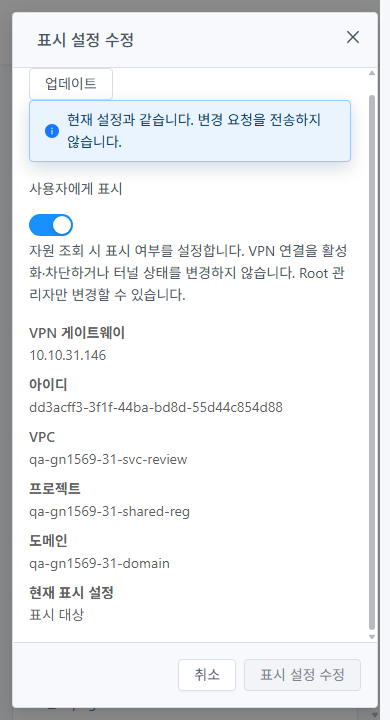 표시 설정 수정
업데이트
현재 설정과 같습니다. 변경 요청을 전송하지
않습니다.
사용자에게 표시
자원 조회 시 표시 여부를 설정합니다. VPN 연결을 활성
화·차단하거나 터널 상태를 변경하지 않습니다. Root 관
리자만 변경할 수 있습니다.
VPN 게이트웨이
10.10.31.146
아이디
dd3acff3-3f1f-44ba-bd8d-55d44c854d88
VPC
qa-gn1569-31-svc-review
프로젝트
qa-gn1569-31-shared-reg
도메인
qa-gn1569-31-domain
현재 표시 설정
표시 대상
취소
표시 설정 수정